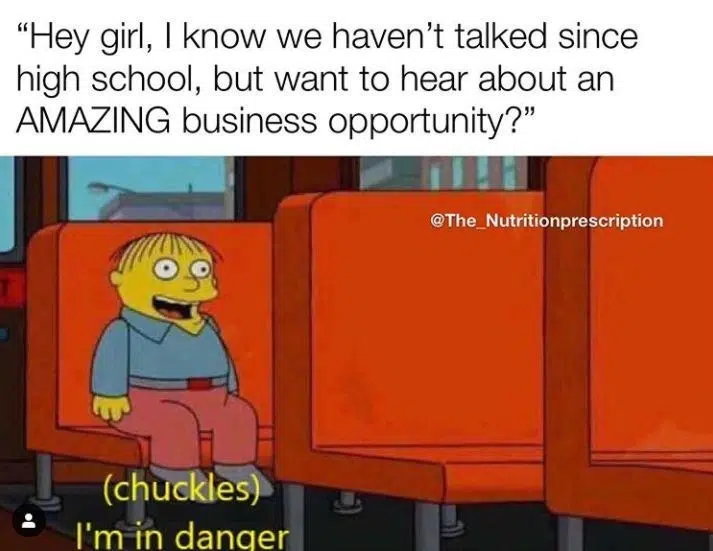 “Hey girl, I know we haven’t talked since
high school, but want to hear about an
AMAZING business opportunity?”
@The_Nutritionprescription
T
(chuckles)
I'm in danger